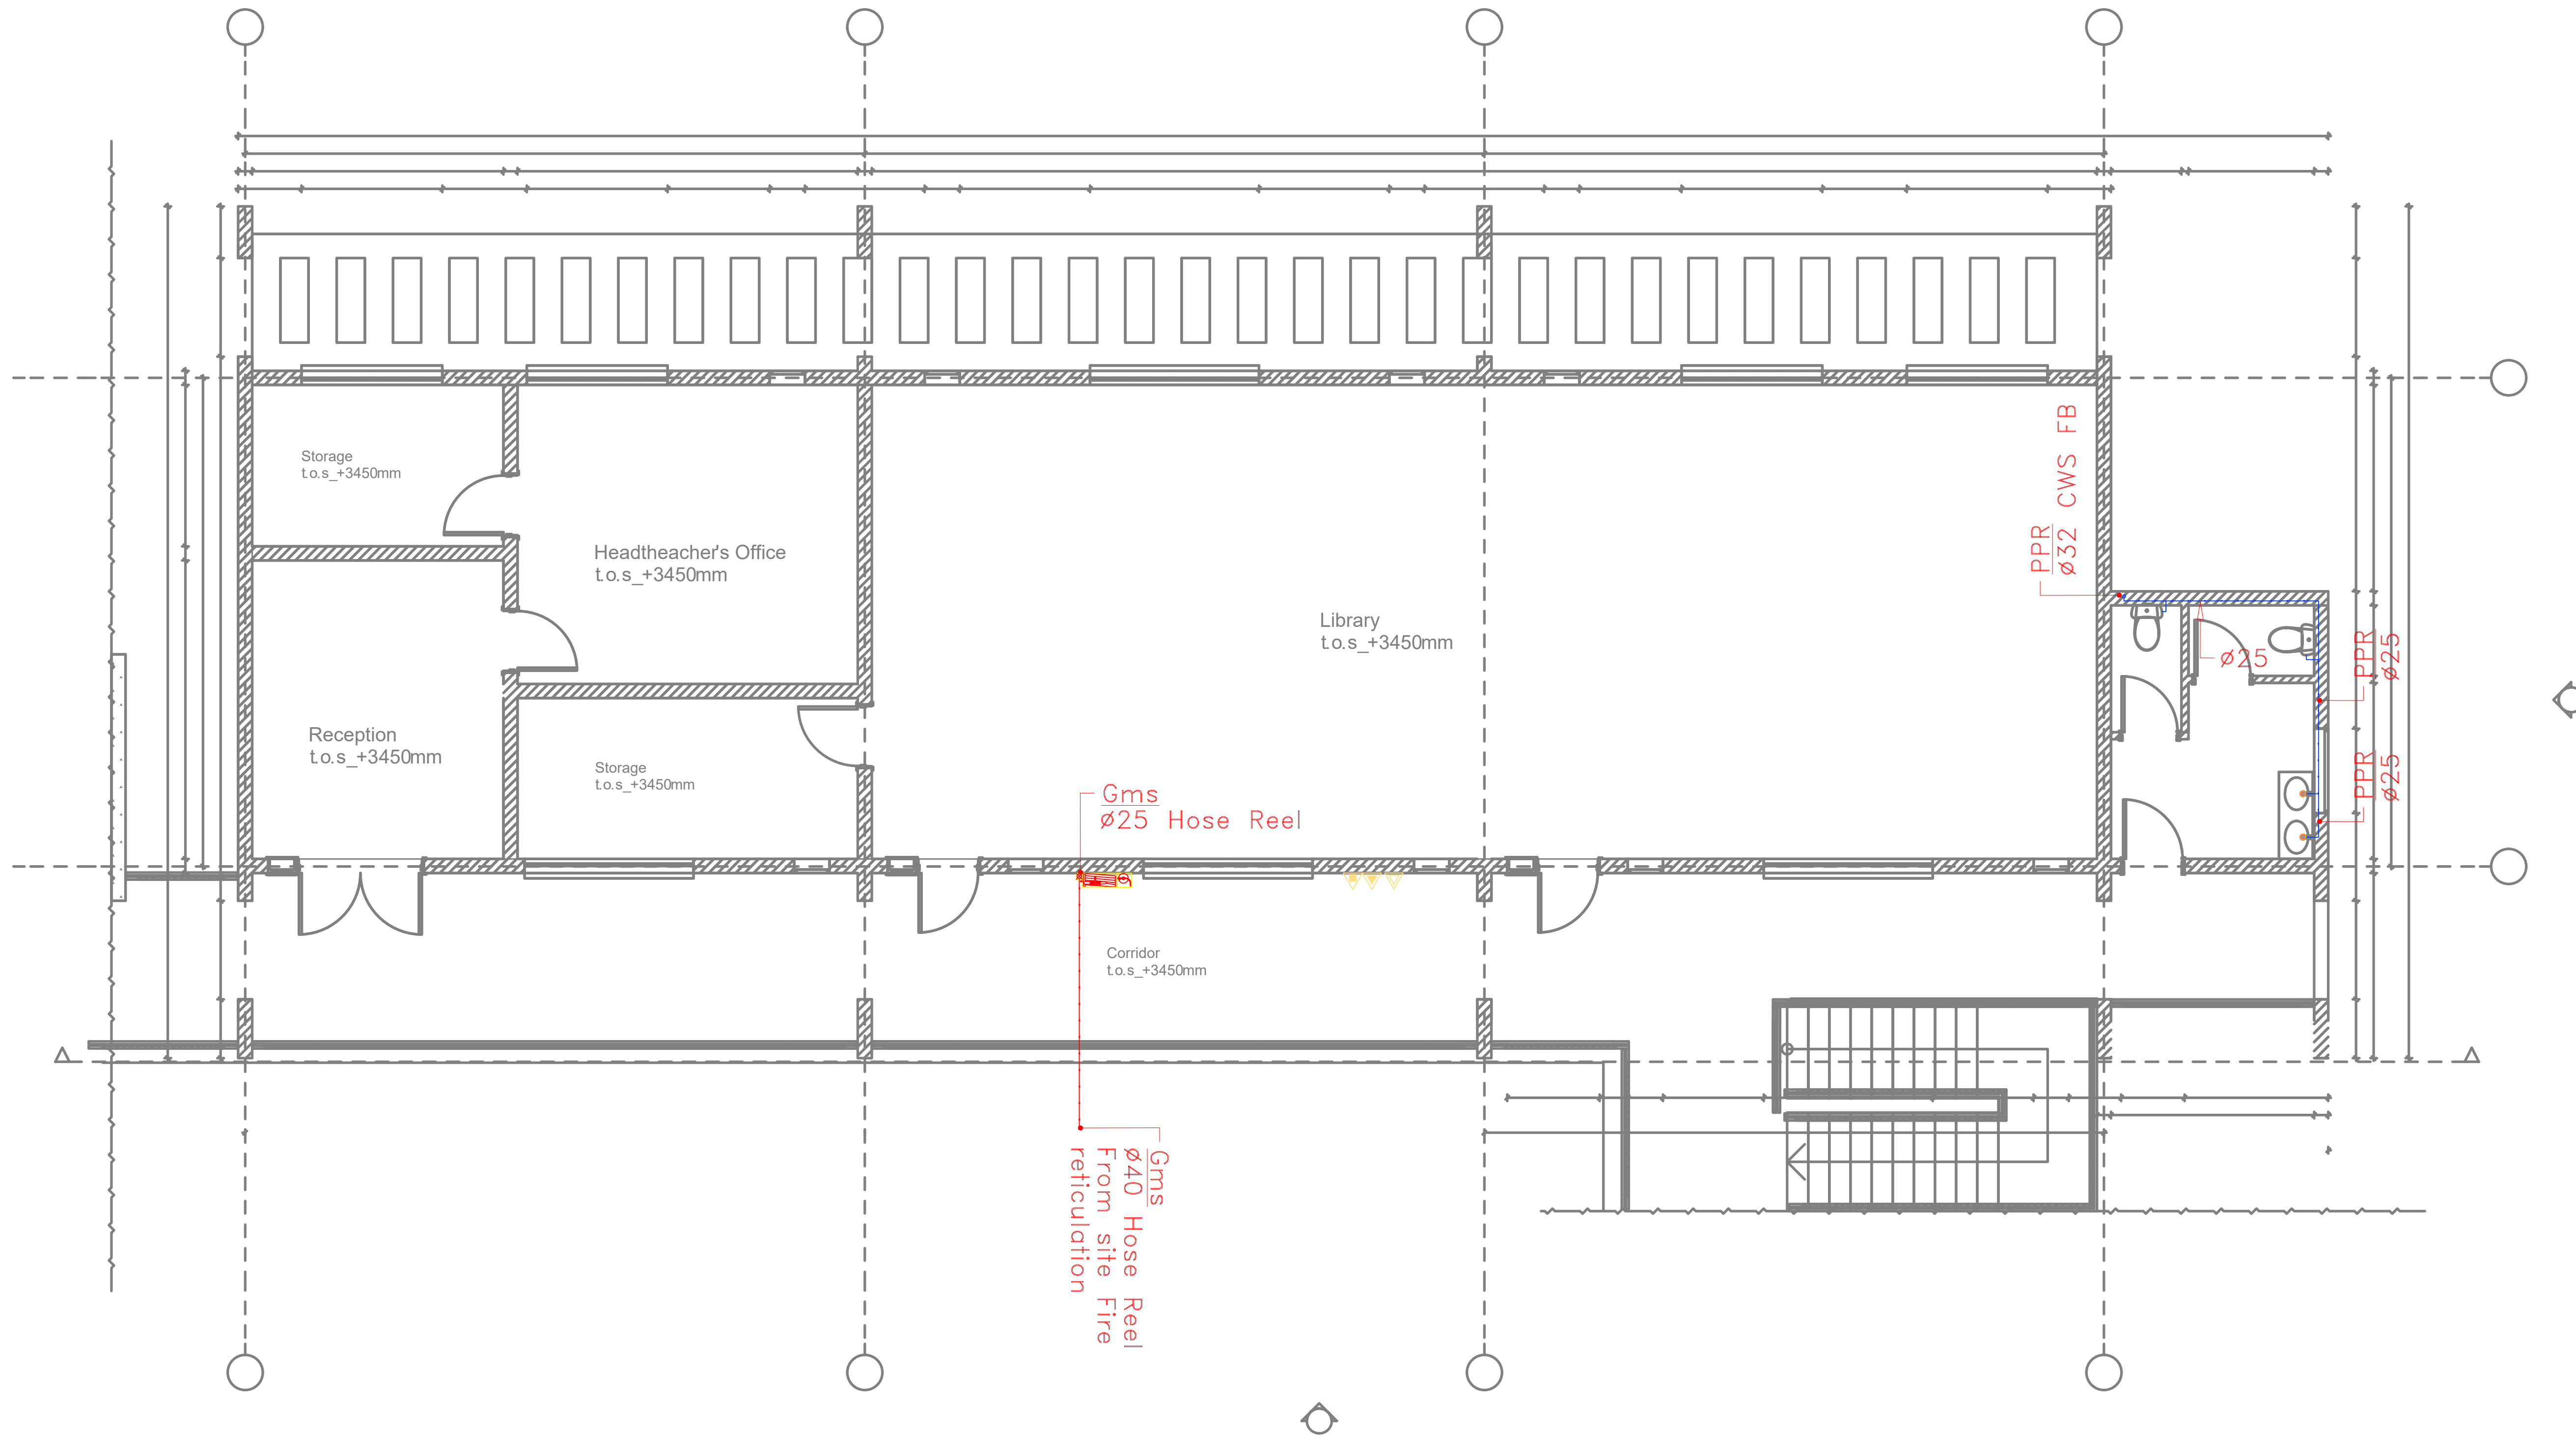 Storage
t.o.s_+3450mm
Headtheacher's Office
t.o.s_+3450mm
Library
t.o.s_+3450mm
Reception
t.o.s_+3450mm
Storage
t.o.s_+3450mm
Corridor
t.o.s_+3450mm
PPR
ø32 CWS FB
ø25
PPR
ø25
PPR
ø25
Gms
ø25 Hose Reel
Gms
ø40 Hose Reel
From site Fire
reticulation